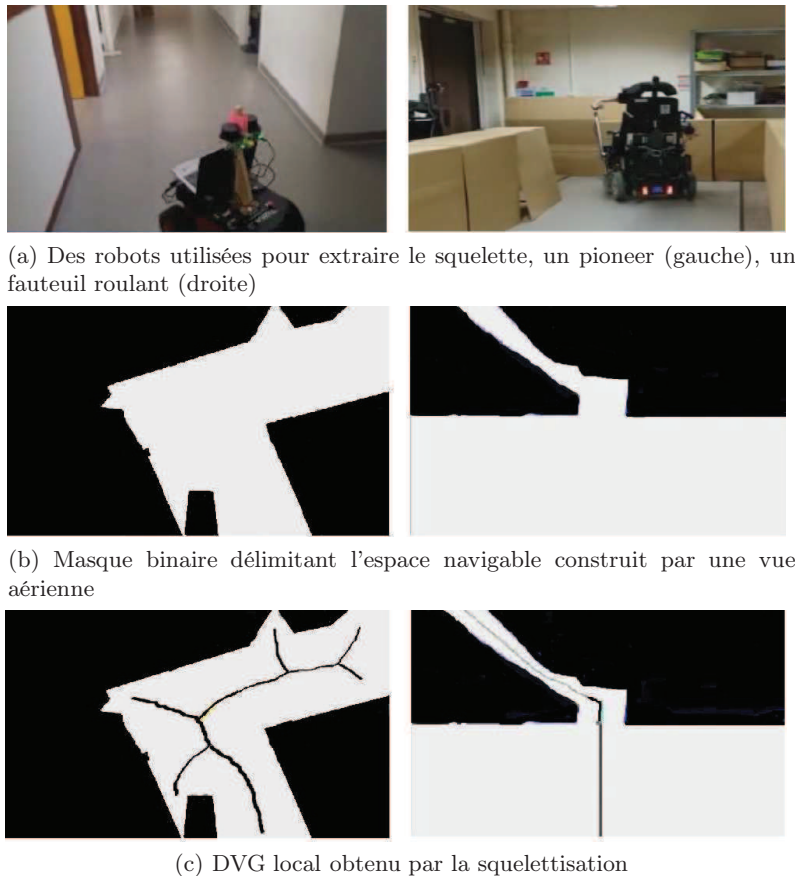 (a) Des robots utilisées pour extraire le squelette, un pioneer (gauche), un
fauteuil roulant (droite)
(b) Masque binaire délimitant l'espace navigable construit par une vue
aérienne
(c) DVG local obtenu par la squelettisation